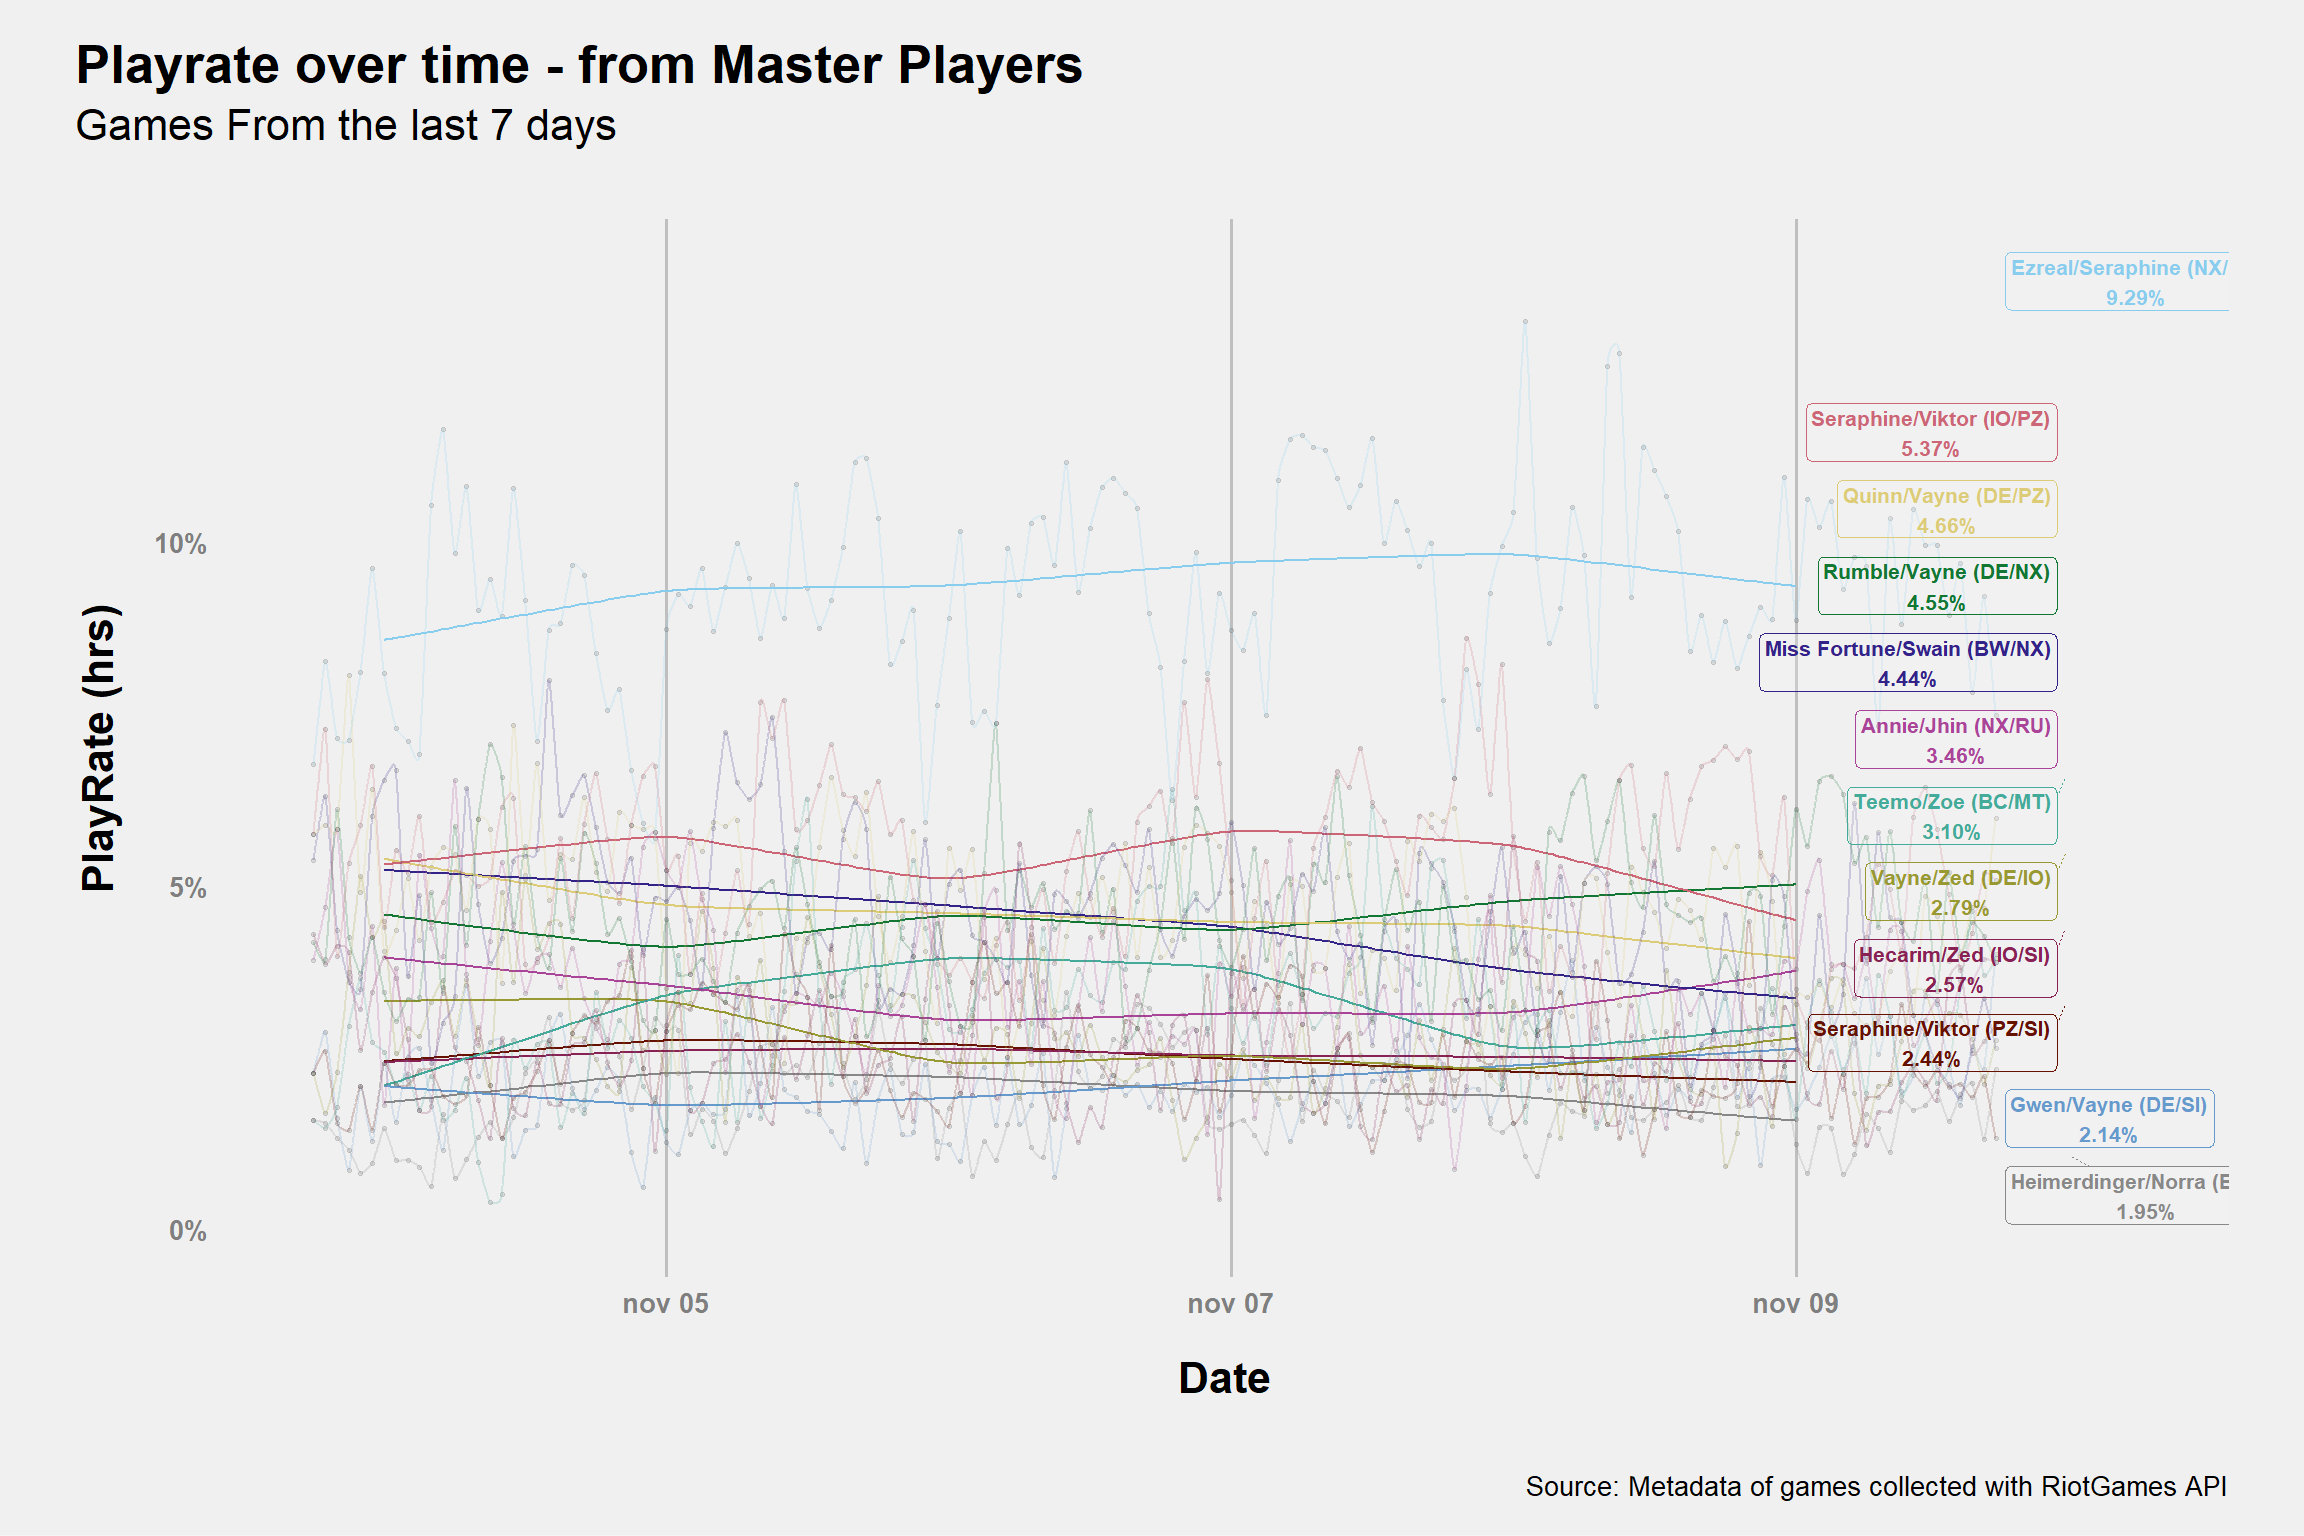 Playrate over time - from Master Players
Games From the last 7 days
PlayRate (hrs)
10%
5%
0%
nov 05
nov 07
nov 09
Date
Ezreal/Seraphine (NX/
9.29%
Seraphine/Viktor (IO/PZ)
5.37%
Quinn/Vayne (DE/PZ)
4.66%
Rumble/Vayne (DE/NX)
4.55%
Miss Fortune/Swain (BW/NX)
4.44%
Annie/Jhin (NX/RU)
3.46%
Teemo/Zoe (BC/MT)
3.10%
Vayne/Zed (DE/IO)
2.79%
Hecarim/Zed (IO/SI)
2.57%
Seraphine/Viktor (PZ/SI)
2.44%
Gwen/Vayne (DE/SI)
2.14%
Heimerdinger/Norra (E
1.95%
Source: Metadata of games collected with RiotGames API